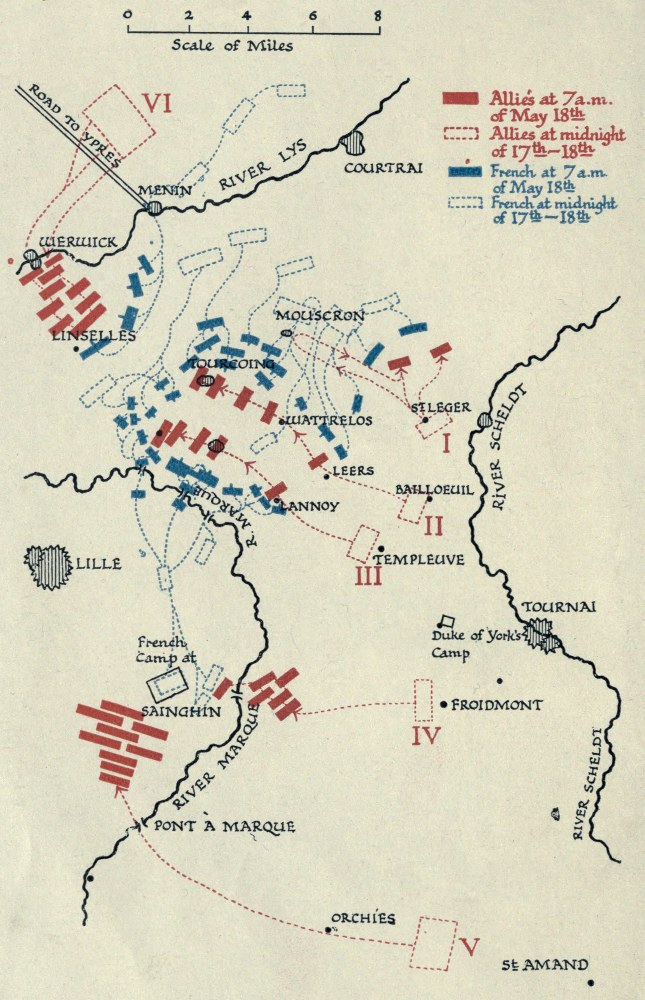 0 2 4 6 8
Scale of Miles
Allies at 7 a.m.
of May 18th
Allies at midnight
of 17th—18th
French at 7 a.m
of May 18th
French at midnight
of 17th—18th
VI
ROAD TO YPRES
RIVER LYS
COURTRAI
MENIN
WERWICK
LINSELLES
MOUSCRON
TOURCOING
WATTRELOS
ST LEGER
I
RIVER SCHELDT
LEERS
BAILLOEUIL
II
LANNOY
R. MARQUE
TEMPLEUVE
III
LILLE
TOURNAI
Duke of York's
Camp
French
Camp at
SAINGHIN
FROIDMONT
IV
RIVER MARQUE
RIVER SCHELDT
PONT À MARQUE
ORCHIES
V
St AMAND